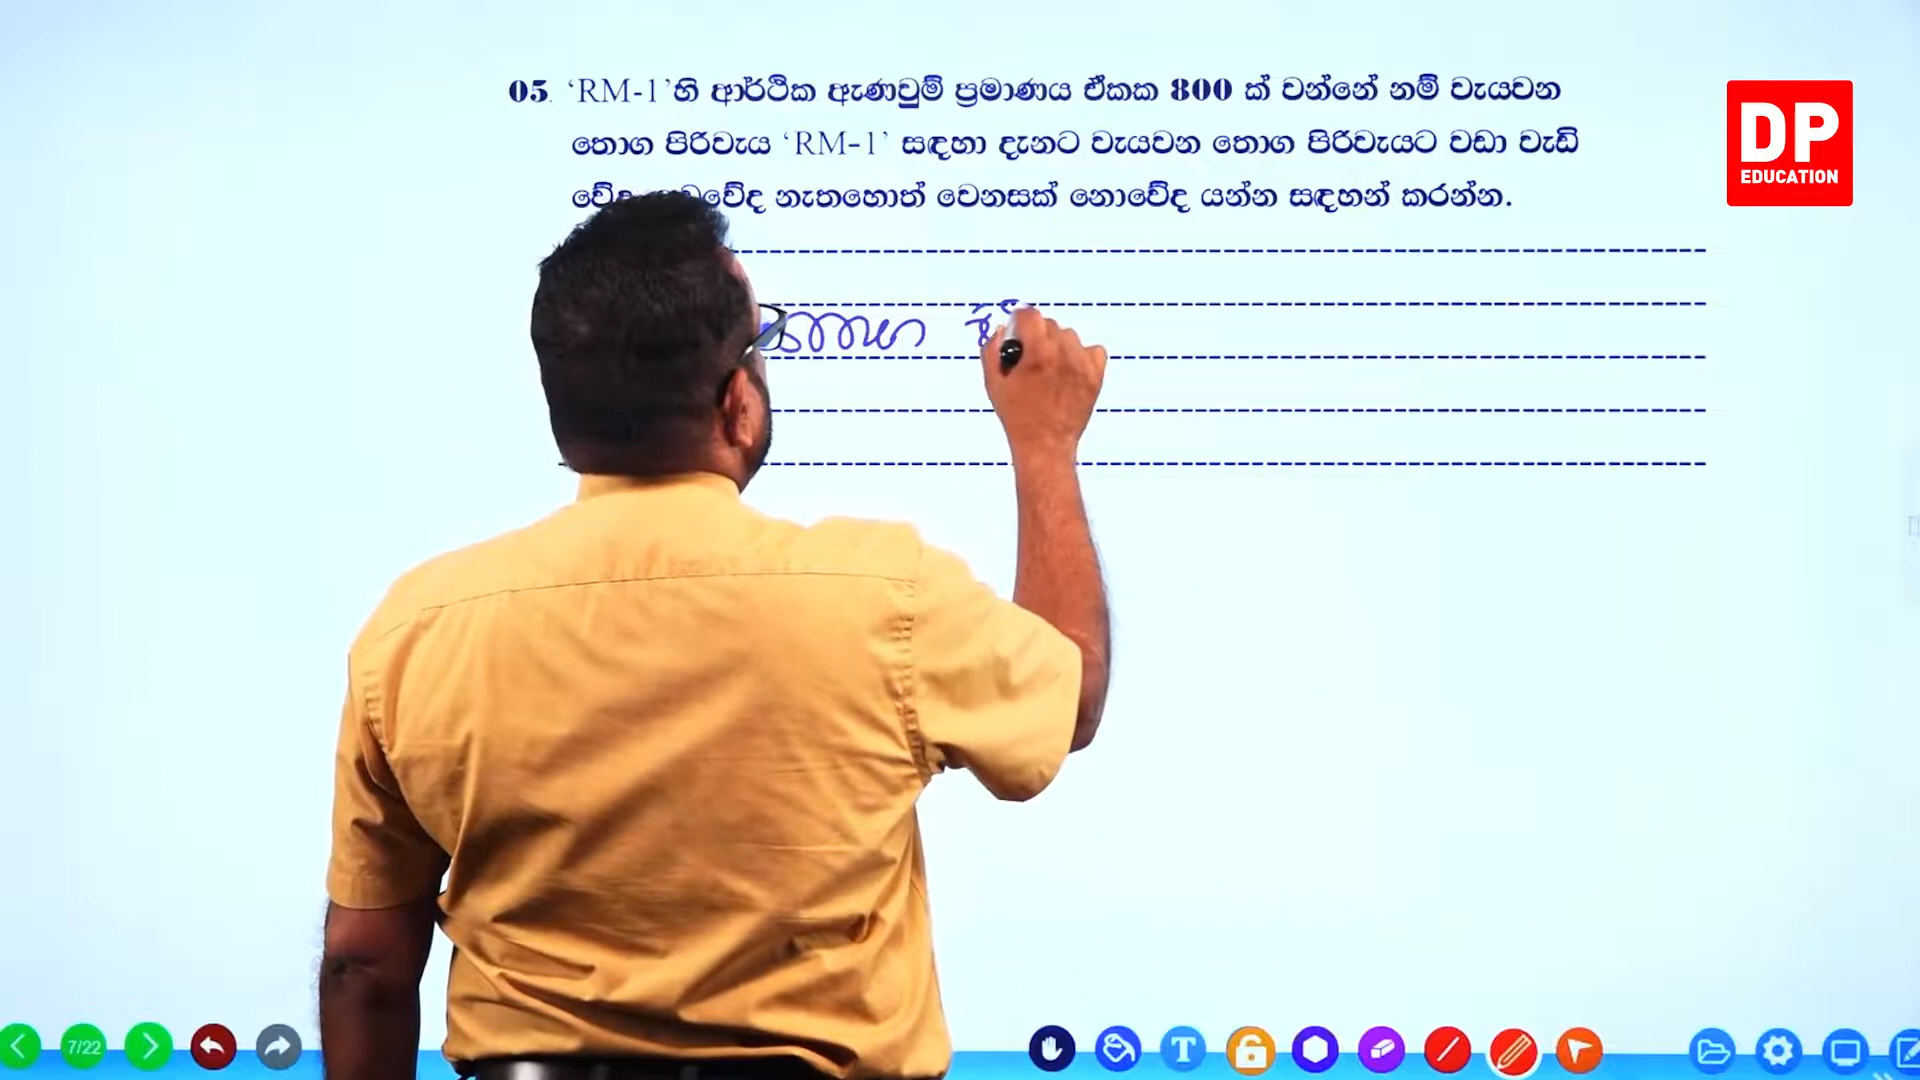 05. ‘RM-1’හි ආර්ථික ඇණවුම් ප්‍රමාණය ඒකක 800 ක් වන්නේ නම් වැයවන
තොග පිරිවැය ‘RM-1’ සඳහා දැනට වැයවන තොග පිරිවැයට වඩා වැඩි
නැතහොත් වෙනසක් නොවේද යන්න සඳහන් කරන්න.
DP
EDUCATION
7/22
T